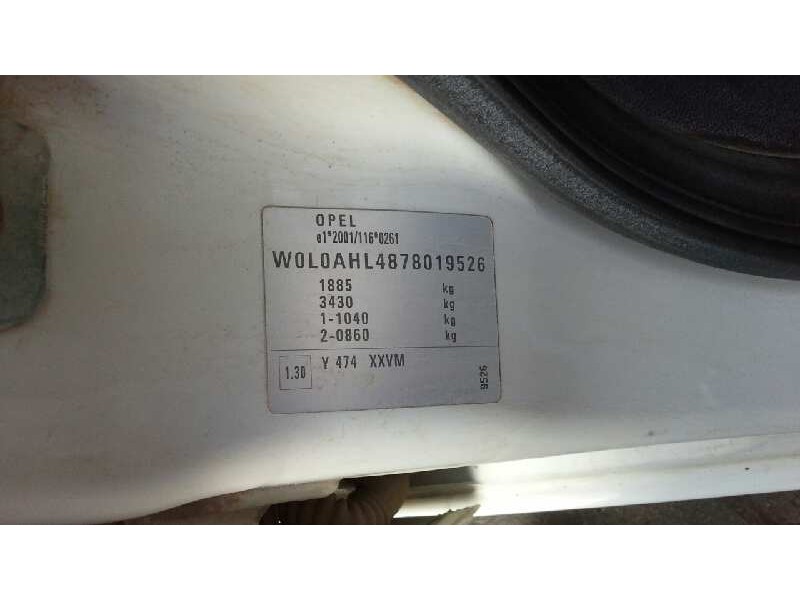 OPEL
e1*2001/116*0261
W0L0AHL4878019526
1885 kg
3430 kg
1-1040 kg
2-0860 kg
1.30 Y 474 XXVM
9526